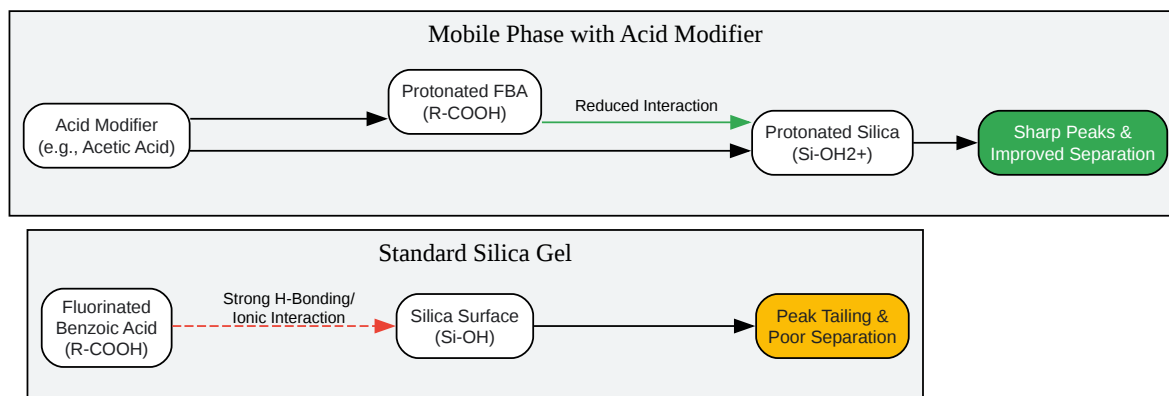 Mobile Phase with Acid Modifier
Acid Modifier
(e.g., Acetic Acid)
Protonated FBA
(R-COOH)
Reduced Interaction
Protonated Silica
(Si-OH2+)
Sharp Peaks &
Improved Separation
Standard Silica Gel
Fluorinated
Benzoic Acid
(R-COOH)
Strong H-Bonding/
Ionic Interaction
Silica Surface
(Si-OH)
Peak Tailing &
Poor Separation